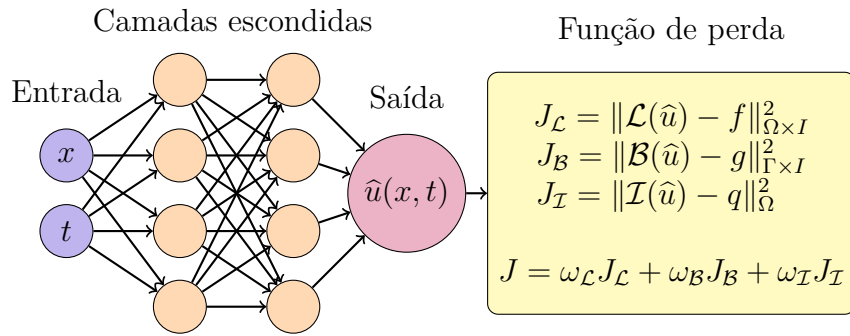 Camadas escondidas
Função de perda
Entrada
Saída
x
t
û(x, t)
J_ℒ = ‖ℒ(û) − f‖²_{Ω×I}
J_ℬ = ‖ℬ(û) − g‖²_{Γ×I}
J_ℐ = ‖ℐ(û) − q‖²_Ω
J = ω_ℒ J_ℒ + ω_ℬ J_ℬ + ω_ℐ J_ℐ